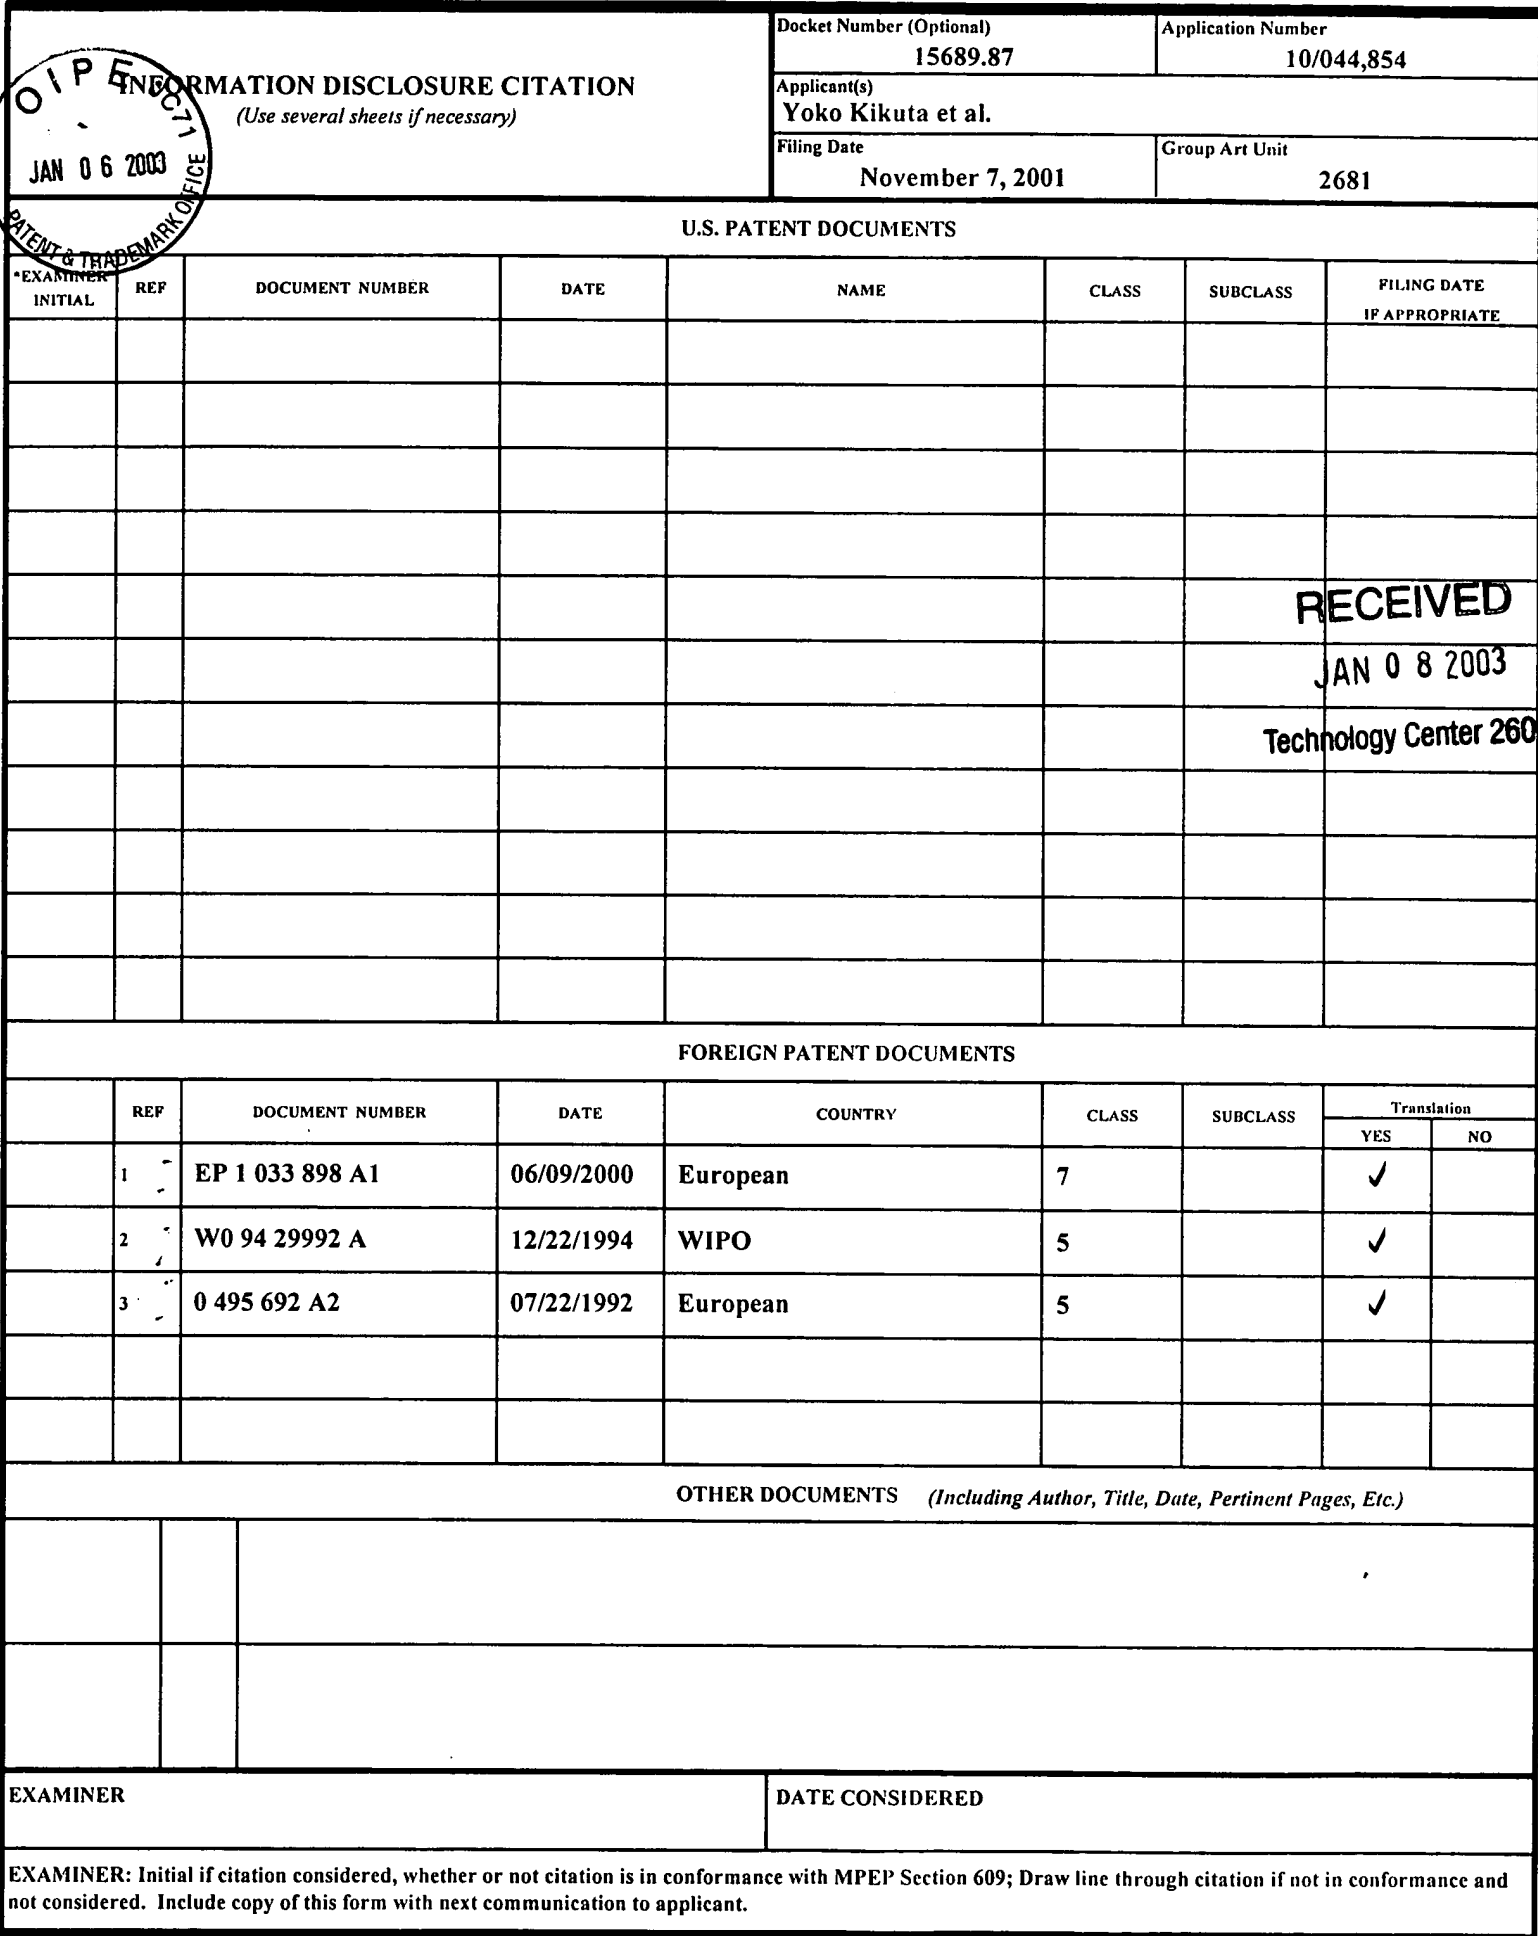 Docket Number (Optional)
15689.87
Application Number
10/044,854
INFORMATION DISCLOSURE CITATION
(Use several sheets if necessary)
Applicant(s)
Yoko Kikuta et al.
Filing Date
November 7, 2001
Group Art Unit
2681
OIPE JC71
JAN 06 2003
PATENT & TRADEMARK OFFICE
U.S. PATENT DOCUMENTS
*EXAMINER INITIAL REF DOCUMENT NUMBER DATE NAME CLASS SUBCLASS FILING DATE IF APPROPRIATE
RECEIVED
JAN 08 2003
Technology Center 260
FOREIGN PATENT DOCUMENTS
REF DOCUMENT NUMBER DATE COUNTRY CLASS SUBCLASS Translation
YES NO
1 EP 1 033 898 A1 06/09/2000 European 7 ✓
2 W0 94 29992 A 12/22/1994 WIPO 5 ✓
3 0 495 692 A2 07/22/1992 European 5 ✓
OTHER DOCUMENTS (Including Author, Title, Date, Pertinent Pages, Etc.)
EXAMINER DATE CONSIDERED
EXAMINER: Initial if citation considered, whether or not citation is in conformance with MPEP Section 609; Draw line through citation if not in conformance and
not considered. Include copy of this form with next communication to applicant.